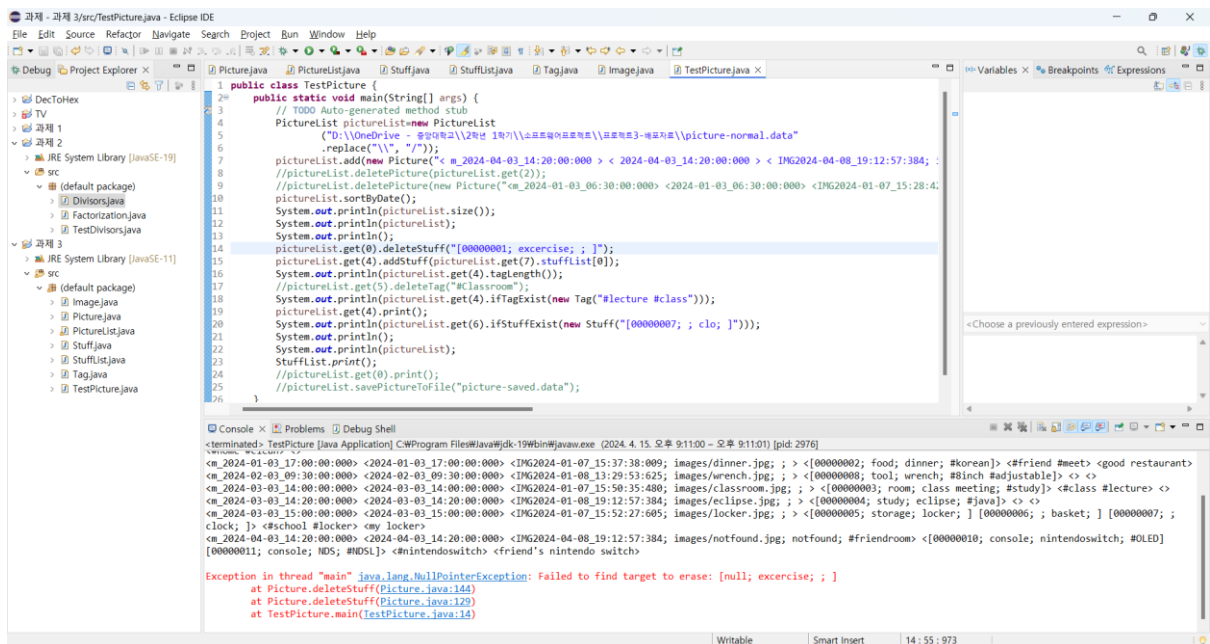 과제 - 과제 3/src/TestPicture.java - Eclipse IDE
File Edit Source Refactor Navigate Search Project Run Window Help
Debug Project Explorer
DecToHex
TV
과제 1
과제 2
JRE System Library [JavaSE-19]
src
(default package)
Divisors.java
Factorization.java
TestDivisors.java
과제 3
JRE System Library [JavaSE-11]
src
(default package)
Image.java
Picture.java
PictureList.java
Stuff.java
StuffList.java
Tag.java
TestPicture.java
Picture.java PictureList.java Stuff.java StuffList.java Tag.java Image.java TestPicture.java
1 public class TestPicture {
2 public static void main(String[] args) {
3 // TODO Auto-generated method stub
4 PictureList pictureList=new PictureList
5 ("D:\\OneDrive - 중앙대학교\\2학년 1학기\\소프트웨어프로젝트\\프로젝트3-배포자료\\picture-normal.data"
6 .replace("\\", "/"));
7 pictureList.add(new Picture("< m_2024-04-03_14:20:00:000 > < 2024-04-03_14:20:00:000 > < IMG2024-04-08_19:12:57:384;
8 //pictureList.deletePicture(pictureList.get(2));
9 //pictureList.deletePicture(new Picture("<m_2024-01-03_06:30:00:000> <2024-01-03_06:30:00:000> <IMG2024-01-07_15:28:42
10 pictureList.sortByDate();
11 System.out.println(pictureList.size());
12 System.out.println(pictureList);
13 System.out.println();
14 pictureList.get(0).deleteStuff("[00000001; excercise; ; ]");
15 pictureList.get(4).addStuff(pictureList.get(7).stuffList[0]);
16 System.out.println(pictureList.get(4).tagLength());
17 //pictureList.get(5).deleteTag("#Classroom");
18 System.out.println(pictureList.get(4).ifTagExist(new Tag("#lecture #class")));
19 pictureList.get(4).print();
20 System.out.println(pictureList.get(6).ifStuffExist(new Stuff("[00000007; ; clo; ]")));
21 System.out.println();
22 System.out.println(pictureList);
23 StuffList.print();
24 //pictureList.get(0).print();
25 //pictureList.savePictureToFile("picture-saved.data");
26 }
Variables Breakpoints Expressions
<Choose a previously entered expression>
Console Problems Debug Shell
<terminated> TestPicture [Java Application] C:₩Program Files₩Java₩jdk-19₩bin₩javaw.exe (2024. 4. 15. 오후 9:11:00 – 오후 9:11:01) [pid: 2976]
<#home #clean> <>
<m_2024-01-03_17:00:00:000> <2024-01-03_17:00:00:000> <IMG2024-01-07_15:37:38:009; images/dinner.jpg; ; > <[00000002; food; dinner; #korean]> <#friend #meet> <good restaurant>
<m_2024-02-03_09:30:00:000> <2024-02-03_09:30:00:000> <IMG2024-01-08_13:29:53:625; images/wrench.jpg; ; > <[00000008; tool; wrench; #8inch #adjustable]> <> <>
<m_2024-03-03_14:00:00:000> <2024-03-03_14:00:00:000> <IMG2024-01-07_15:50:35:480; images/classroom.jpg; ; > <[00000003; room; class meeting; #study]> <#class #lecture> <>
<m_2024-03-03_14:20:00:000> <2024-03-03_14:20:00:000> <IMG2024-01-08_19:12:57:384; images/eclipse.jpg; ; > <[00000004; study; eclipse; #java]> <> <>
<m_2024-03-03_15:00:00:000> <2024-03-03_15:00:00:000> <IMG2024-01-07_15:52:27:605; images/locker.jpg; ; > <[00000005; storage; locker; ] [00000006; ; basket; ] [00000007; ;
clock; ]> <#school #locker> <my locker>
<m_2024-04-03_14:20:00:000> <2024-04-03_14:20:00:000> <IMG2024-04-08_19:12:57:384; images/notfound.jpg; notfound; #friendroom> <[00000010; console; nintendoswitch; #OLED]
[00000011; console; NDS; #NDSL]> <#nintendoswitch> <friend's nintendo switch>
Exception in thread "main" java.lang.NullPointerException: Failed to find target to erase: [null; excercise; ; ]
at Picture.deleteStuff(Picture.java:144)
at Picture.deleteStuff(Picture.java:129)
at TestPicture.main(TestPicture.java:14)
Writable Smart Insert 14 : 55 : 973